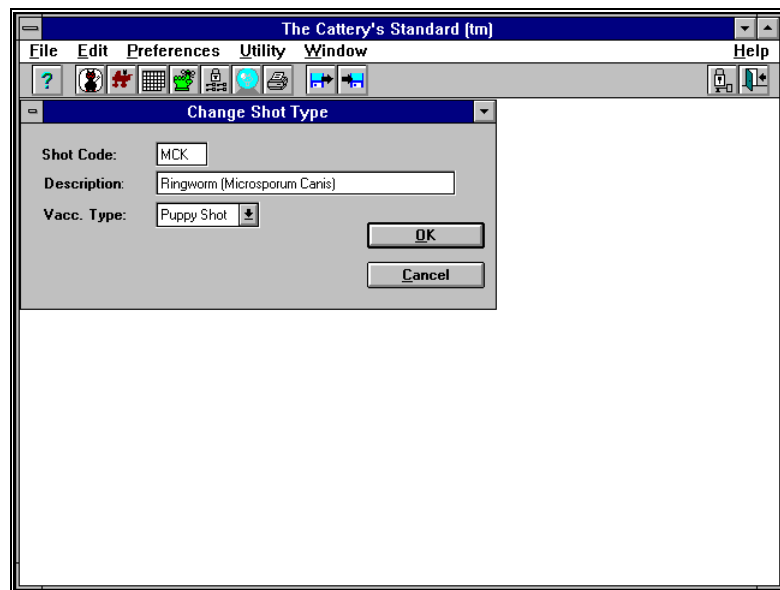 The Cattery's Standard (tm)
File Edit Preferences Utility Window Help
?
Change Shot Type
Shot Code: MCK
Description: Ringworm (Microsporum Canis)
Vacc. Type: Puppy Shot
OK
Cancel